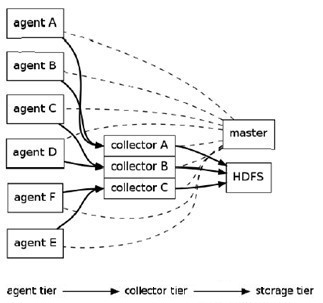 agent A
agent B
agent C
agent D
agent F
agent E
collector A
collector B
collector C
master
HDFS
agent tier collector tier storage tier